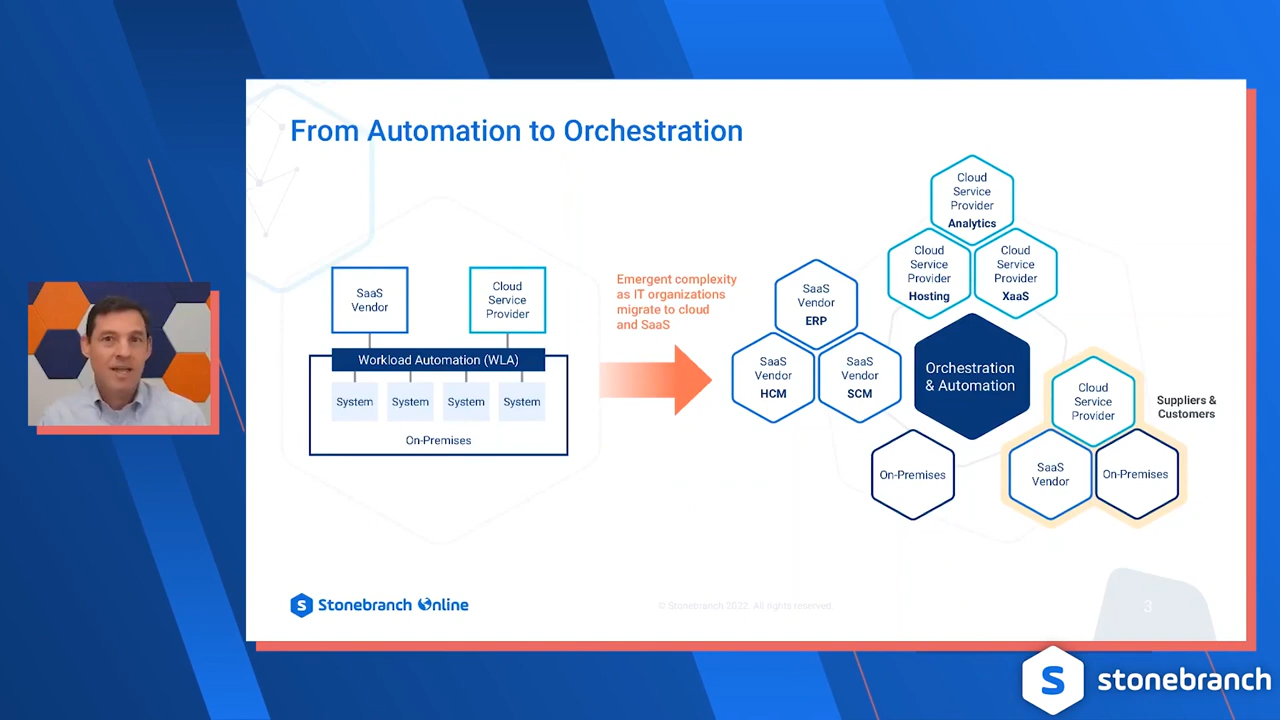 From Automation to Orchestration
SaaS
Vendor
Cloud
Service
Provider
Workload Automation (WLA)
System
System
System
System
On-Premises
Emergent complexity
as IT organizations
migrate to cloud
and SaaS
Cloud
Service
Provider
Analytics
Cloud
Service
Provider
Hosting
Cloud
Service
Provider
XaaS
SaaS
Vendor
ERP
SaaS
Vendor
HCM
SaaS
Vendor
SCM
Orchestration
& Automation
Cloud
Service
Provider
Suppliers &
Customers
On-Premises
SaaS
Vendor
On-Premises
S Stonebranch Online
© Stonebranch 2022. All rights reserved
3
S stonebranch